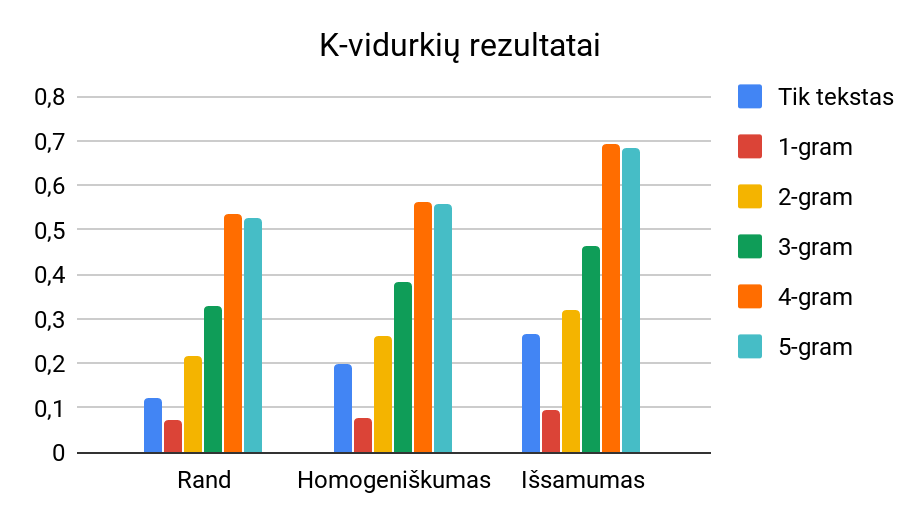 K-vidurkių rezultatai
0,8
0,7
0,6
0,5
0,4
0,3
0,2
0,1
0
Rand
Homogeniškumas
Išsamumas
Tik tekstas
1-gram
2-gram
3-gram
4-gram
5-gram